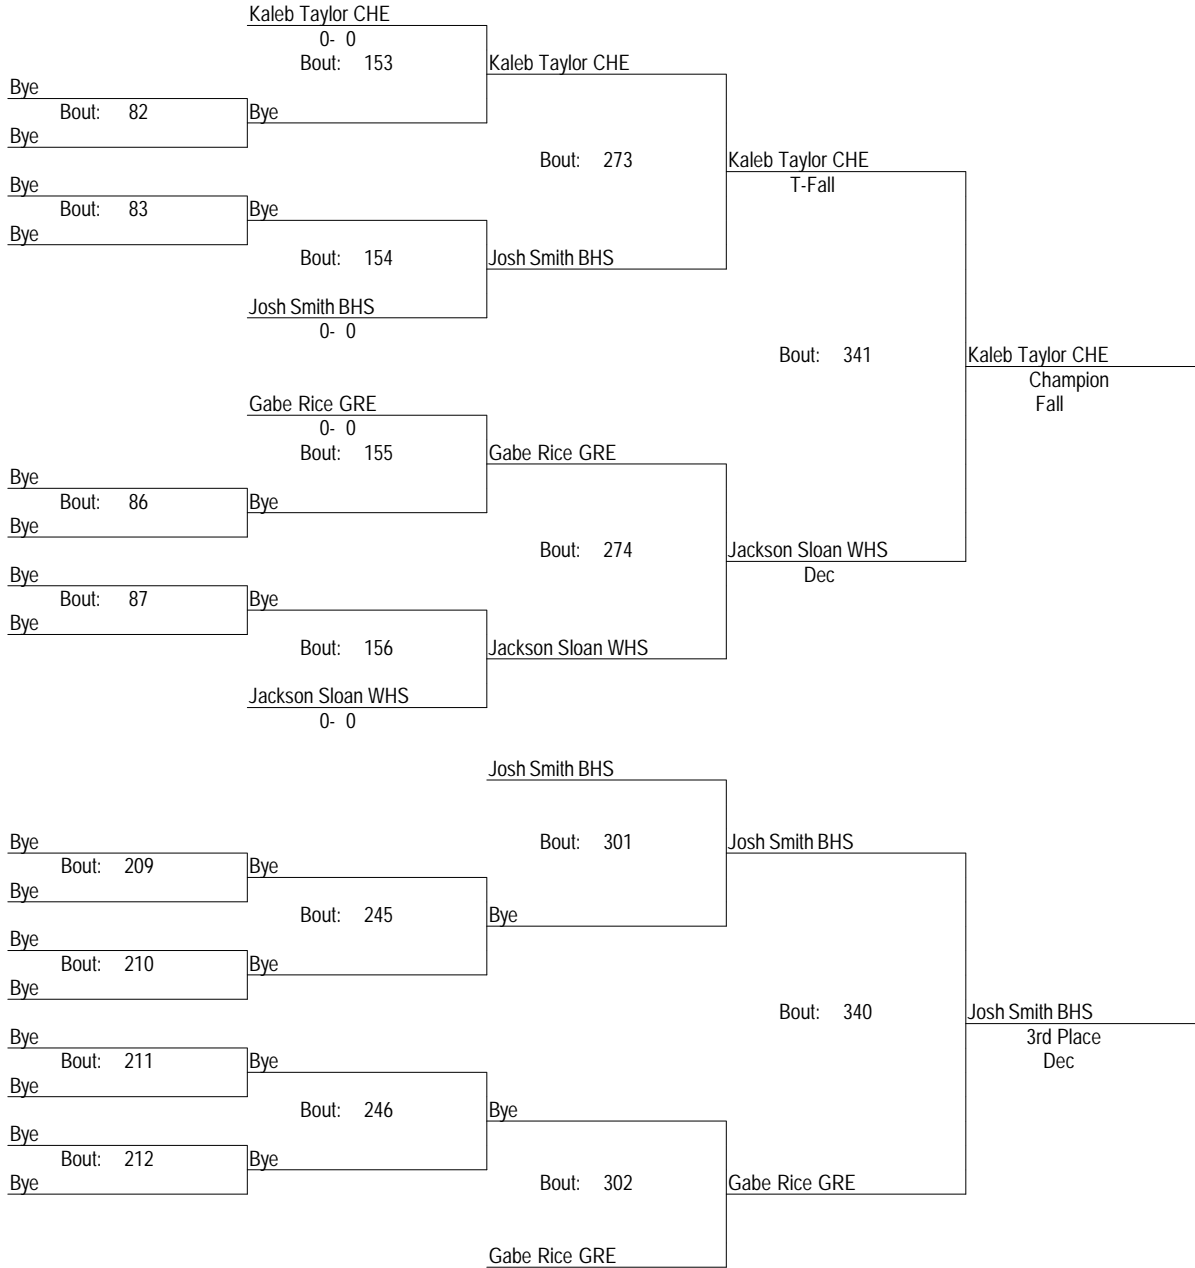 Kaleb Taylor CHE
0- 0
Bout: 153
Kaleb Taylor CHE
Bye
Bout: 82
Bye
Bye
Bout: 273
Kaleb Taylor CHE
T-Fall
Bye
Bout: 83
Bye
Bye
Bout: 154
Josh Smith BHS
Josh Smith BHS
0- 0
Bout: 341
Kaleb Taylor CHE
Champion
Fall
Gabe Rice GRE
0- 0
Bout: 155
Gabe Rice GRE
Bye
Bout: 86
Bye
Bye
Bout: 274
Jackson Sloan WHS
Dec
Bye
Bout: 87
Bye
Bye
Bout: 156
Jackson Sloan WHS
Jackson Sloan WHS
0- 0
Josh Smith BHS
Bout: 301
Josh Smith BHS
Bye
Bout: 209
Bye
Bye
Bout: 245
Bye
Bye
Bout: 210
Bye
Bye
Bout: 340
Josh Smith BHS
3rd Place
Dec
Bye
Bout: 211
Bye
Bye
Bout: 246
Bye
Bye
Bout: 212
Bye
Bye
Bout: 302
Gabe Rice GRE
Gabe Rice GRE